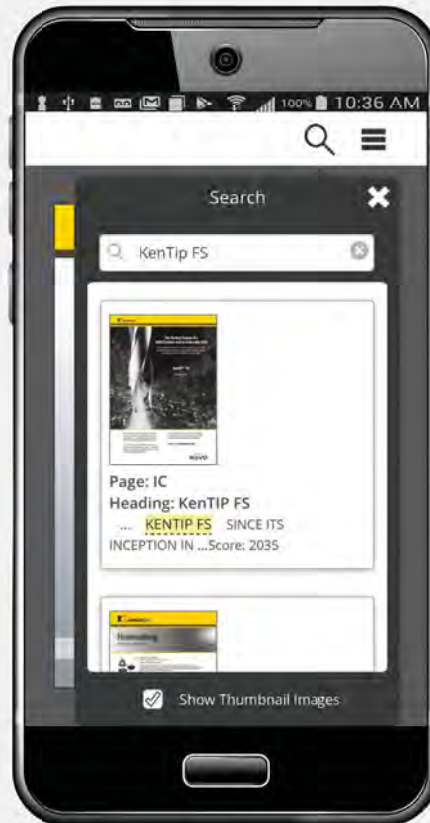 100% 10:36 AM
Search
KenTip FS
Page: IC
Heading: KenTIP FS
... KENTIP FS SINCE ITS
INCEPTION IN ...Score: 2035
Show Thumbnail Images